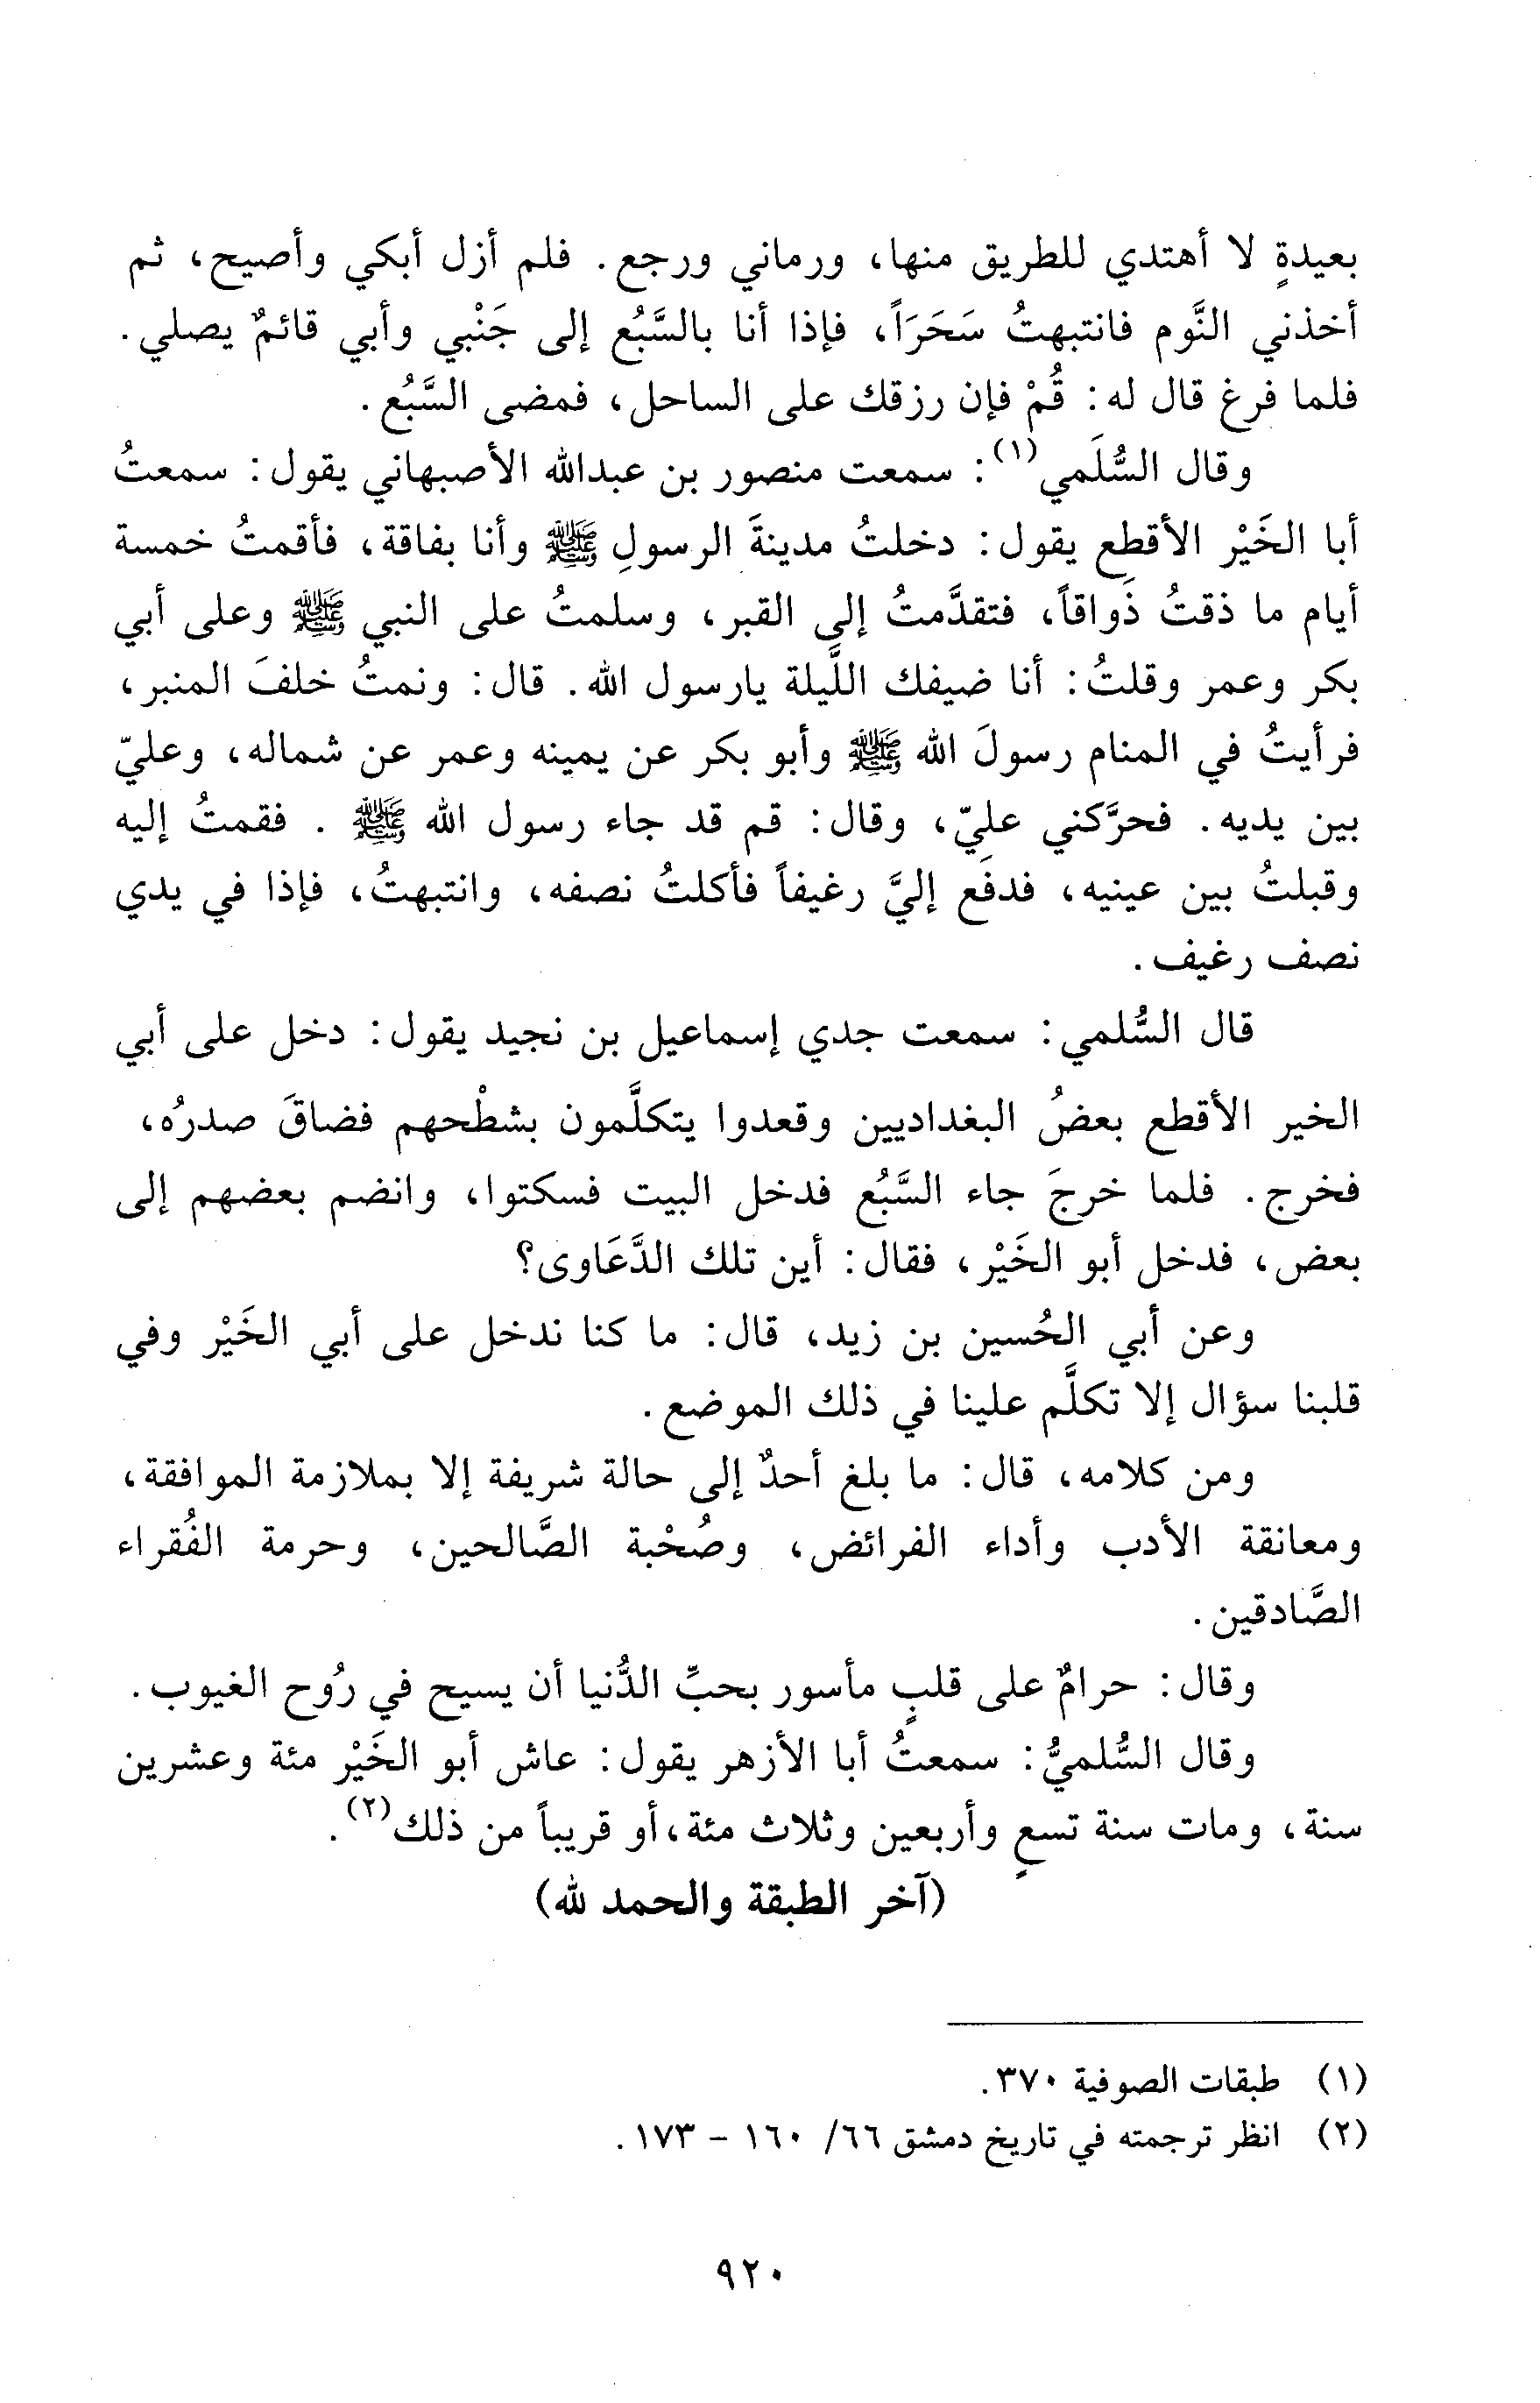 بعيدةٍ لا أهتدي للطريق منها، ورماني ورجع. فلم أزل أبكي وأصيح، ثم
أخذني النَّوم فانتبهتُ سَحَرَاً، فإذا أنا بالسَّبُع إلى جَنْبي وأبي قائمٌ يصلي.
فلما فرغ قال له: قُمْ فإن رزقك على الساحل، فمضى السَّبُع.
وقال السُّلَمي(١): سمعت منصور بن عبدالله الأصبهاني يقول: سمعتُ
أبا الخَيْر الأقطع يقول: دخلتُ مدينةَ الرسولِ ﷺ وأنا بفاقة، فأقمتُ خمسة
أيام ما ذقتُ ذَواقاً، فتقدَّمتُ إلى القبر، وسلمتُ على النبي ﷺ وعلى أبي
بكر وعمر وقلتُ: أنا ضيفك اللَّيلة يارسول الله. قال: ونمتُ خلفَ المنبر،
فرأيتُ في المنام رسولَ الله ﷺ وأبو بكر عن يمينه وعمر عن شماله، وعليّ
بين يديه. فحرَّكني عليّ، وقال: قم قد جاء رسول الله ﷺ . فقمتُ إليه
وقبلتُ بين عينيه، فدفَع إليَّ رغيفاً فأكلتُ نصفه، وانتبهتُ، فإذا في يدي
نصف رغيف.
قال السُّلمي: سمعت جدي إسماعيل بن نجيد يقول: دخل على أبي
الخير الأقطع بعضُ البغداديين وقعدوا يتكلَّمون بشطْحهم فضاقَ صدرُه،
فخرج. فلما خرجَ جاء السَّبُع فدخل البيت فسكتوا، وانضم بعضهم إلى
بعض، فدخل أبو الخَيْر، فقال: أين تلك الدَّعَاوى؟
وعن أبي الحُسين بن زيد، قال: ما كنا ندخل على أبي الخَيْر وفي
قلبنا سؤال إلا تكلَّم علينا في ذلك الموضع.
ومن كلامه، قال: ما بلغ أحدٌ إلى حالة شريفة إلا بملازمة الموافقة،
ومعانقة الأدب وأداء الفرائض، وصُحْبة الصَّالحين، وحرمة الفُقراء
الصَّادقين.
وقال: حرامٌ على قلبٍ مأسور بحبِّ الدُّنيا أن يسيح في رُوح الغيوب.
وقال السُّلميُّ: سمعتُ أبا الأزهر يقول: عاش أبو الخَيْر مئة وعشرين
سنة، ومات سنة تسعٍ وأربعين وثلاث مئة،أو قريباً من ذلك(٢).
(آخر الطبقة والحمد لله)
(١) طبقات الصوفية ٣٧٠.
(٢) انظر ترجمته في تاريخ دمشق ٦٦/ ١٦٠ - ١٧٣.
٩٢٠